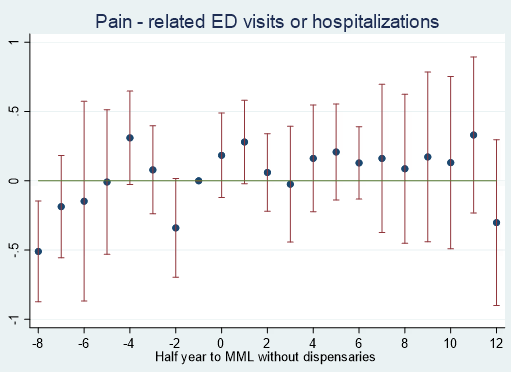 Pain - related ED visits or hospitalizations
1
.5
0
-.5
-1
-8 -6 -4 -2 0 2 4 6 8 10 12
Half year to MML without dispensaries